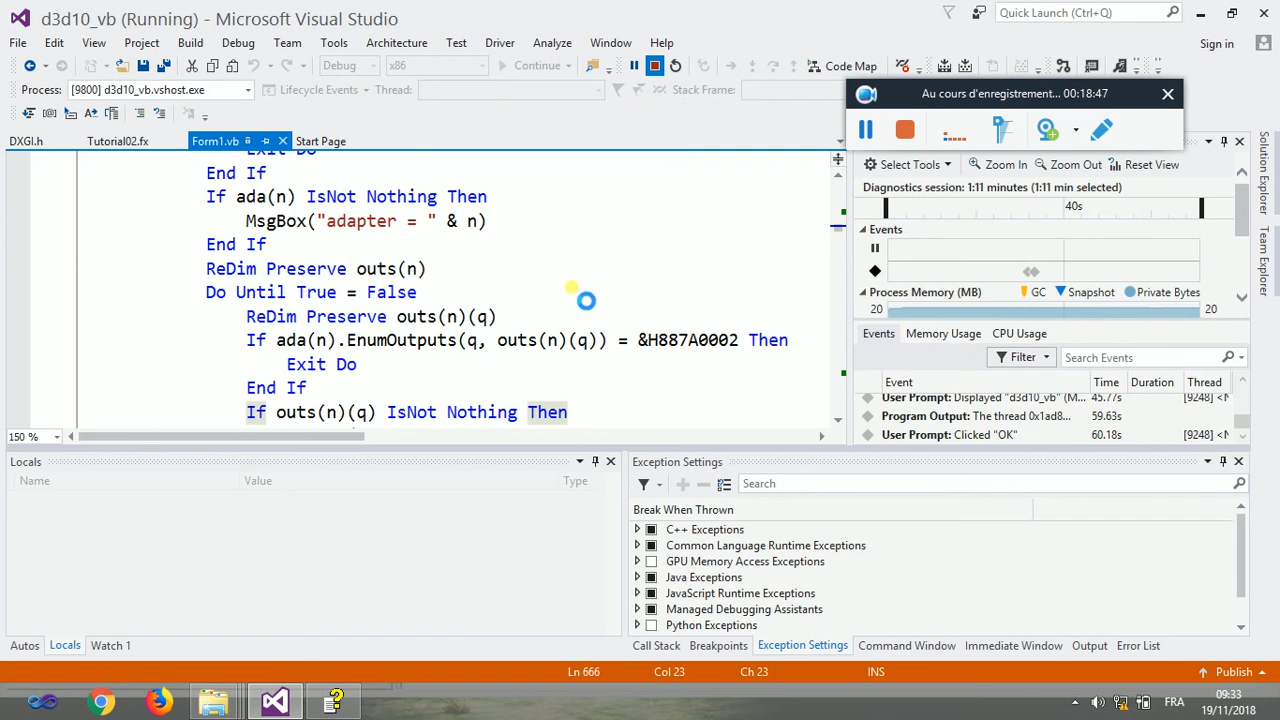 d3d10_vb (Running) - Microsoft Visual Studio
Quick Launch (Ctrl+Q)
File Edit View Project Build Debug Team Tools Architecture Test Driver Analyze Window Help
Sign in
Debug x86 Continue Code Map
Process: [9800] d3d10_vb.vshost.exe Lifecycle Events Thread: Stack Frame:
Au cours d'enregistrement... 00:18:47
DXGI.h Tutorial02.fx Form1.vb Start Page
Exit Do
End If
If ada(n) IsNot Nothing Then
MsgBox("adapter = " & n)
End If
ReDim Preserve outs(n)
Do Until True = False
ReDim Preserve outs(n)(q)
If ada(n).EnumOutputs(q, outs(n)(q)) = &H887A0002 Then
Exit Do
End If
If outs(n)(q) IsNot Nothing Then
150 %
Select Tools Zoom In Zoom Out Reset View
Diagnostics session: 1:11 minutes (1:11 min selected)
40s
Events
Process Memory (MB) GC Snapshot Private Bytes
20 20
Events Memory Usage CPU Usage
Filter Search Events
Event Time Duration Thread
User Prompt: Displayed "d3d10_vb" (M... 45.77s [9248] <N
Program Output: The thread 0x1ad8... 59.63s
User Prompt: Clicked "OK" 60.18s [9248] <N
Solution Explorer
Team Explorer
Locals
Name Value Type
Autos Locals Watch 1
Exception Settings
Search
Break When Thrown
C++ Exceptions
Common Language Runtime Exceptions
GPU Memory Access Exceptions
Java Exceptions
JavaScript Runtime Exceptions
Managed Debugging Assistants
Python Exceptions
Call Stack Breakpoints Exception Settings Command Window Immediate Window Output Error List
Ln 666 Col 23 Ch 23 INS Publish
FRA
09:33
19/11/2018